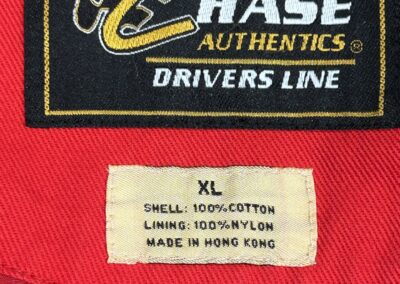 CHASE
AUTHENTICS®
DRIVERS LINE
XL
SHELL: 100% COTTON
LINING: 100% NYLON
MADE IN HONG KONG